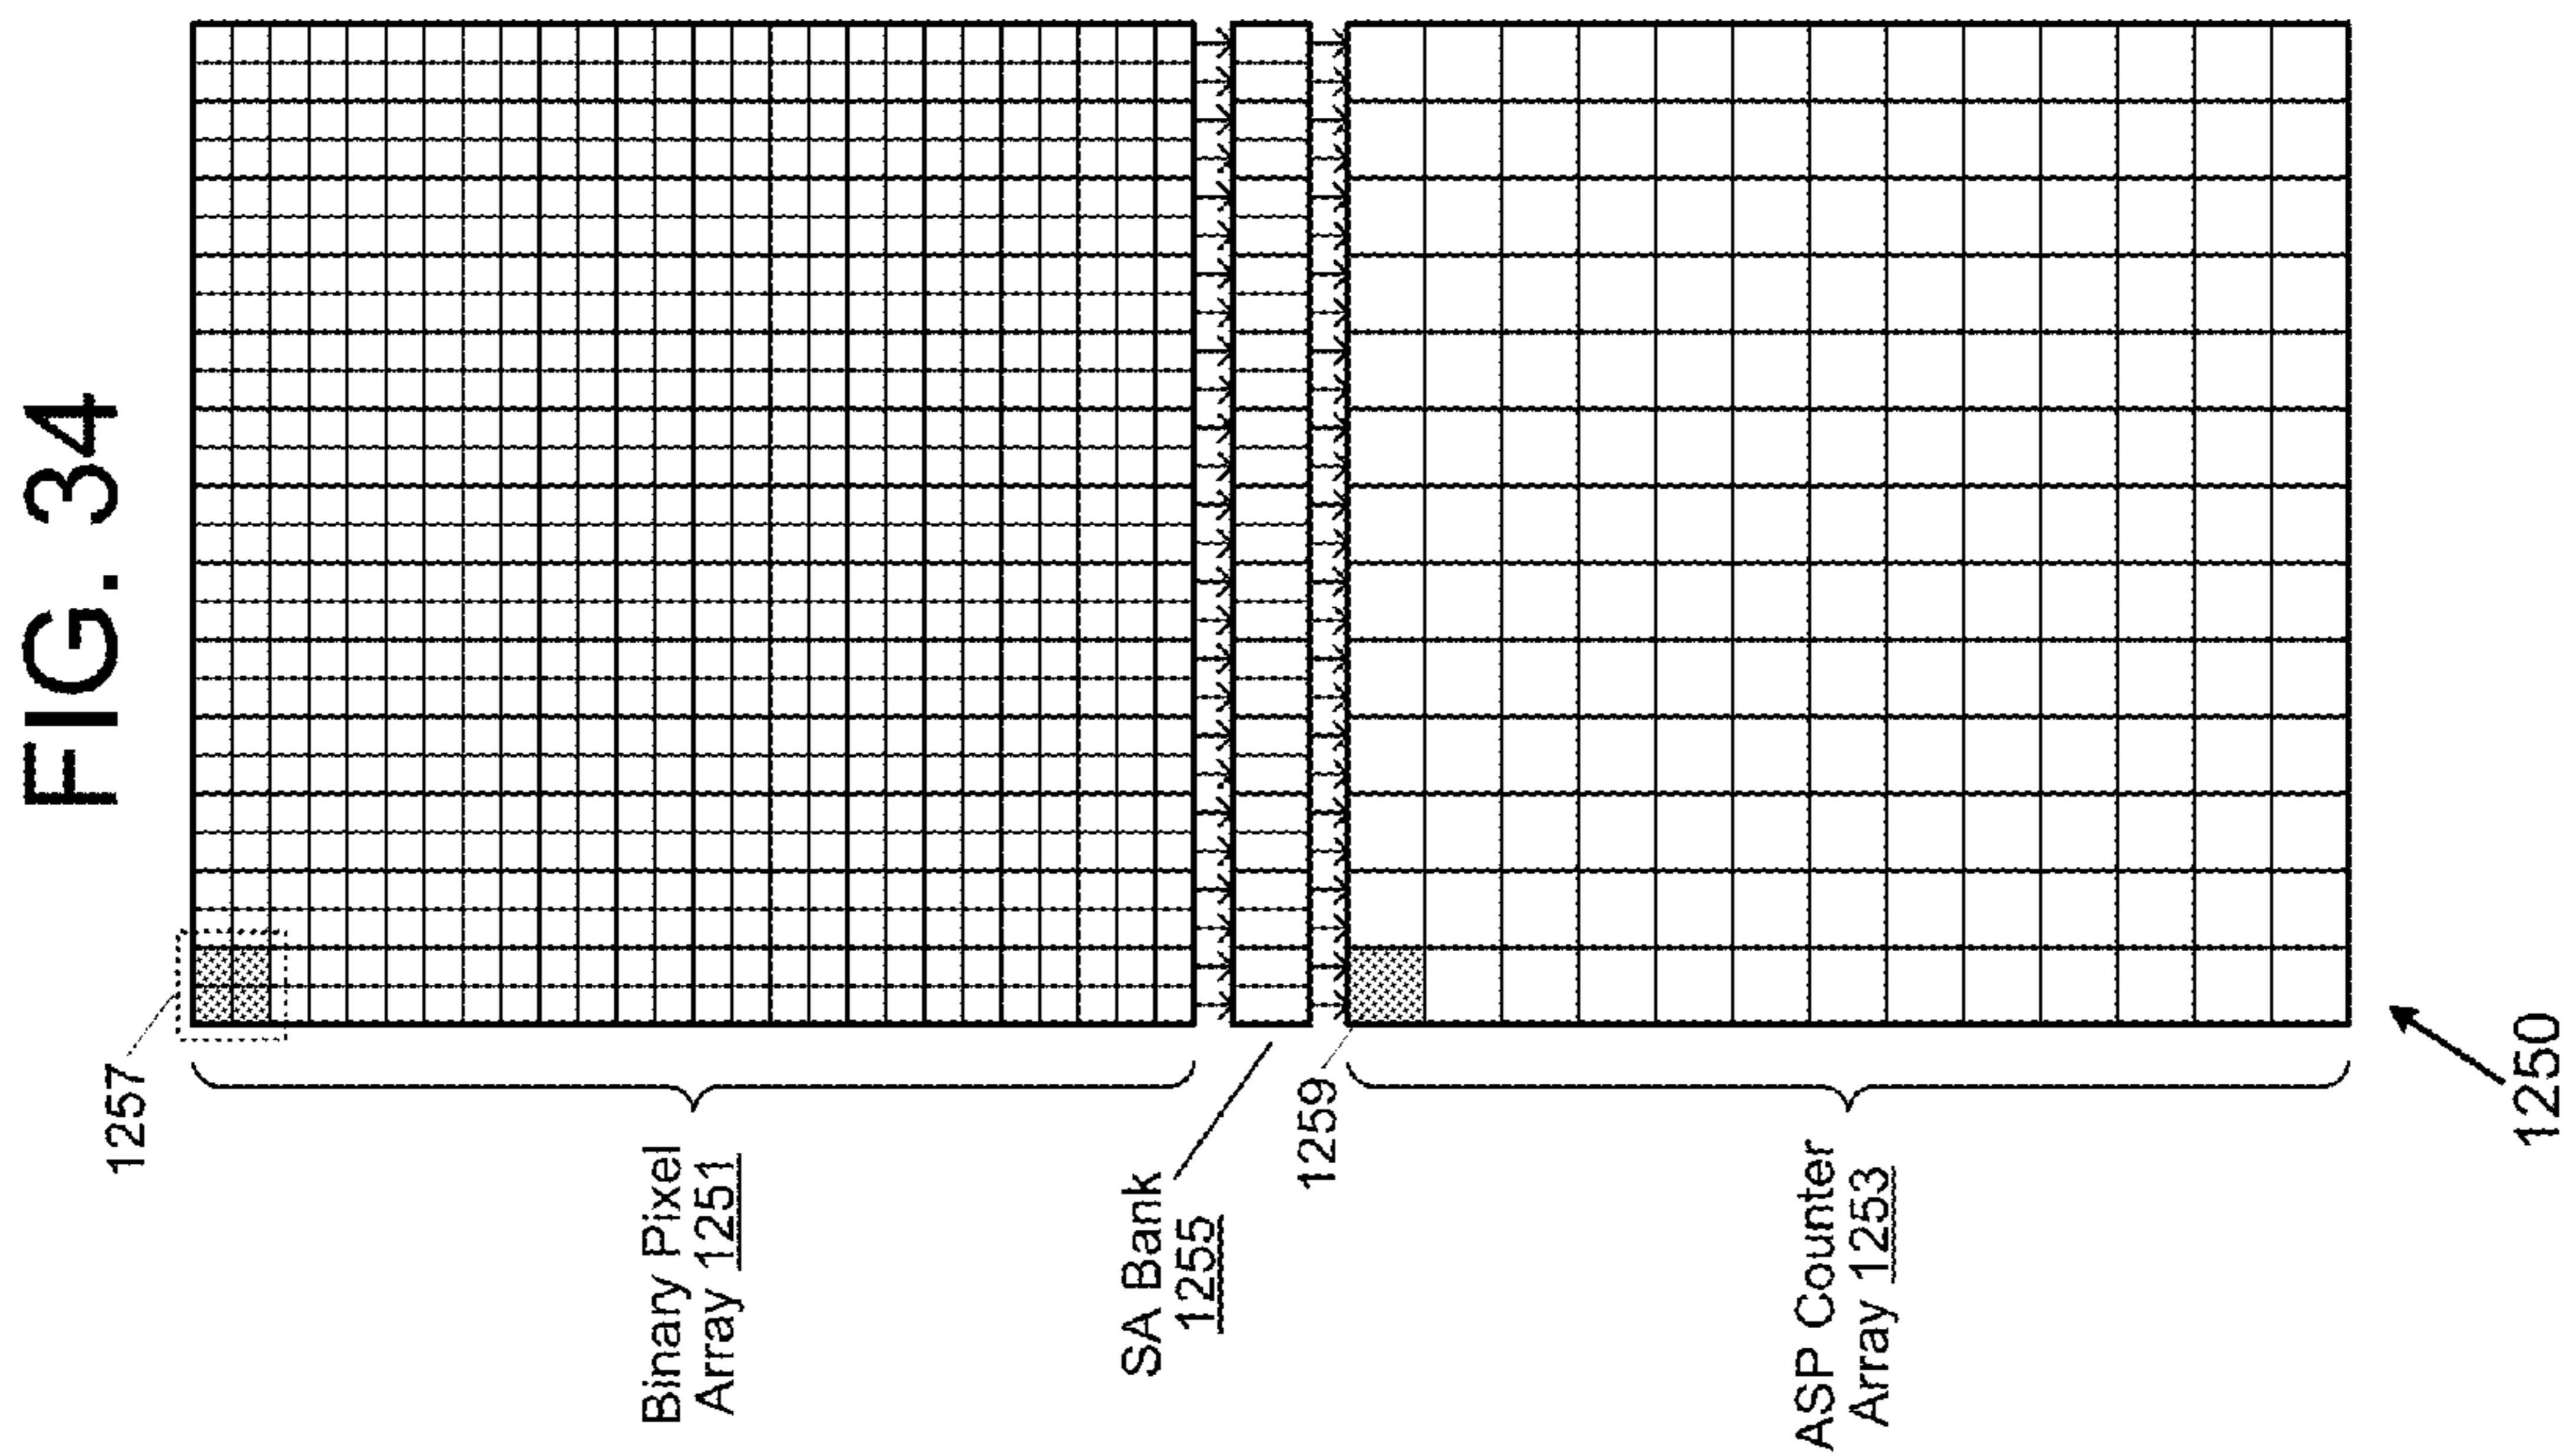 FIG. 34
1257
Binary Pixel
Array 1251
SA Bank
1255
1259
ASP Counter
Array 1253
1250